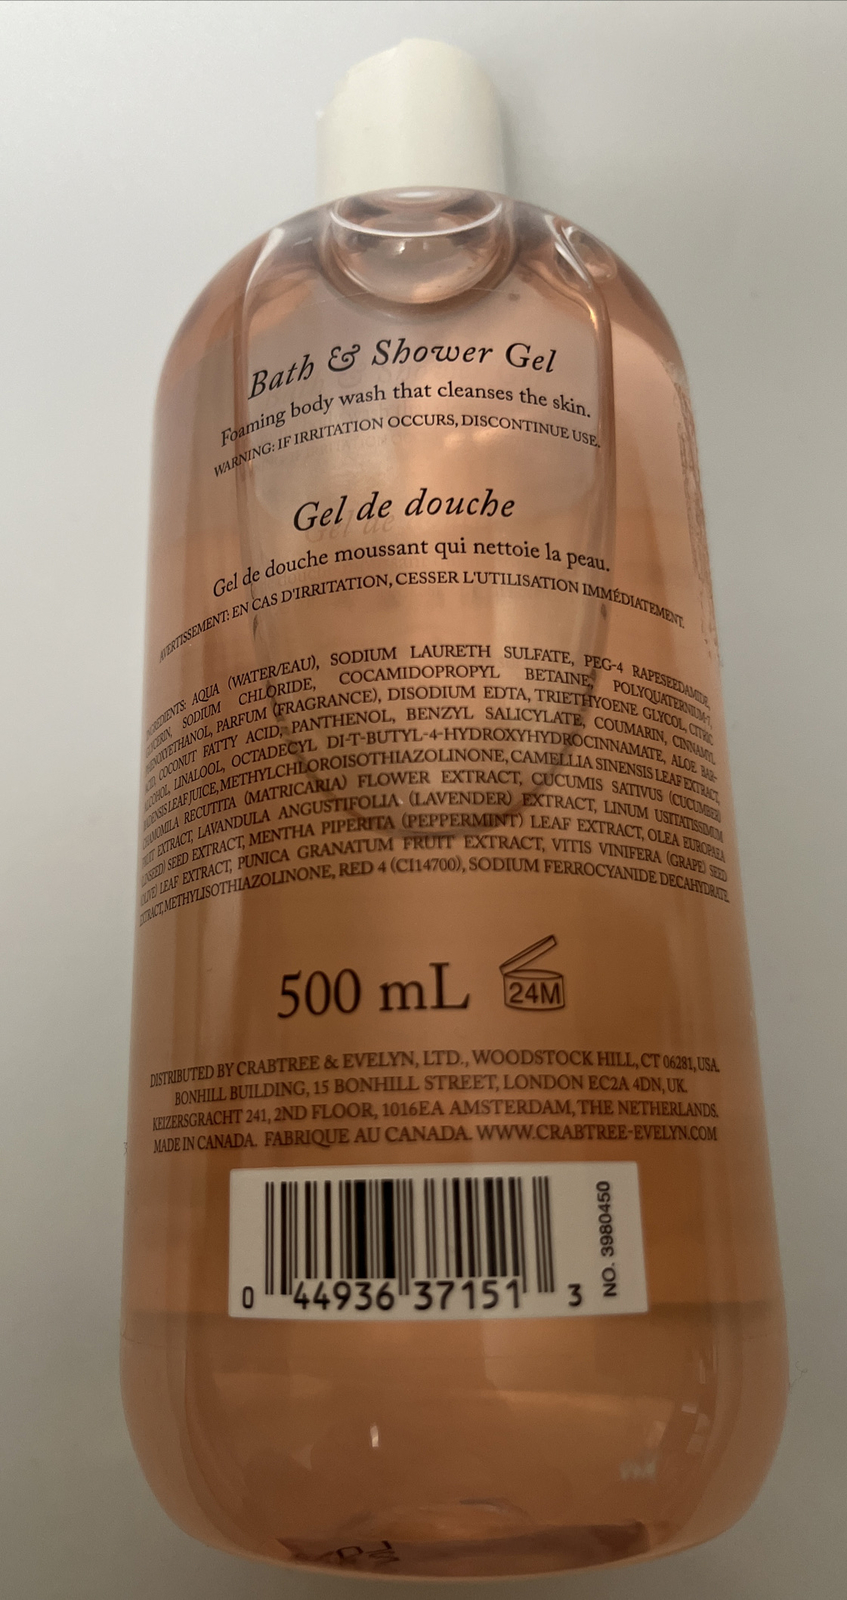 Bath & Shower Gel
Foaming body wash that cleanses the skin.
WARNING: IF IRRITATION OCCURS, DISCONTINUE USE.
Gel de douche
Gel de douche moussant qui nettoie la peau.
AVERTISSEMENT: EN CAS D'IRRITATION, CESSER L'UTILISATION IMMÉDIATEMENT.
INGREDIENTS: AQUA (WATER/EAU), SODIUM LAURETH SULFATE, PEG-4 RAPESEEDAMIDE,
GLYCERIN, SODIUM CHLORIDE, COCAMIDOPROPYL BETAINE, POLYQUATERNIUM-7,
PHENOXYETHANOL, PARFUM (FRAGRANCE), DISODIUM EDTA, TRIETHYOENE GLYCOL, CITRIC
ACID, COCONUT FATTY ACID, PANTHENOL, BENZYL SALICYLATE, COUMARIN, CINNAMYL
ALCOHOL, LINALOOL, OCTADECYL DI-T-BUTYL-4-HYDROXYHYDROCINNAMATE, ALOE BAR-
BADENSIS LEAF JUICE, METHYLCHLOROISOTHIAZOLINONE, CAMELLIA SINENSIS LEAF EXTRACT,
CHAMOMILA RECUTITA (MATRICARIA) FLOWER EXTRACT, CUCUMIS SATIVUS (CUCUMBER)
FRUIT EXTRACT, LAVANDULA ANGUSTIFOLIA (LAVENDER) EXTRACT, LINUM USITATISSIMUM
(LINSEED) SEED EXTRACT, MENTHA PIPERITA (PEPPERMINT) LEAF EXTRACT, OLEA EUROPAEA
(OLIVE) LEAF EXTRACT, PUNICA GRANATUM FRUIT EXTRACT, VITIS VINIFERA (GRAPE) SEED
EXTRACT, METHYLISOTHIAZOLINONE, RED 4 (CI14700), SODIUM FERROCYANIDE DECAHYDRATE.
500 mL 24M
DISTRIBUTED BY CRABTREE & EVELYN, LTD., WOODSTOCK HILL, CT 06281, USA.
BONHILL BUILDING, 15 BONHILL STREET, LONDON EC2A 4DN, UK.
KEIZERSGRACHT 241, 2ND FLOOR, 1016EA AMSTERDAM, THE NETHERLANDS.
MADE IN CANADA. FABRIQUE AU CANADA. WWW.CRABTREE-EVELYN.COM
0 44936 37151 3
NO. 3980450